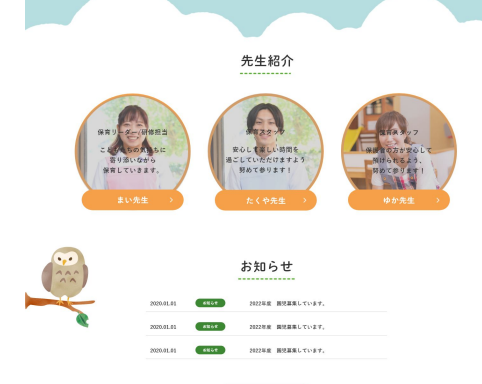 先生紹介
保育リーダー/研修担当
こどもたちの気持ちに
寄り添いながら
保育していきます。
まい先生
保育スタッフ
安心して楽しい時間を
過ごしていただけますよう
努めて参ります！
たくや先生
保育スタッフ
保護者の方が安心して
預けられるよう、
努めて参ります！
ゆか先生
お知らせ
2020.01.01 お知らせ 2022年度 園児募集しています。
2020.01.01 お知らせ 2022年度 園児募集しています。
2020.01.01 お知らせ 2022年度 園児募集しています。